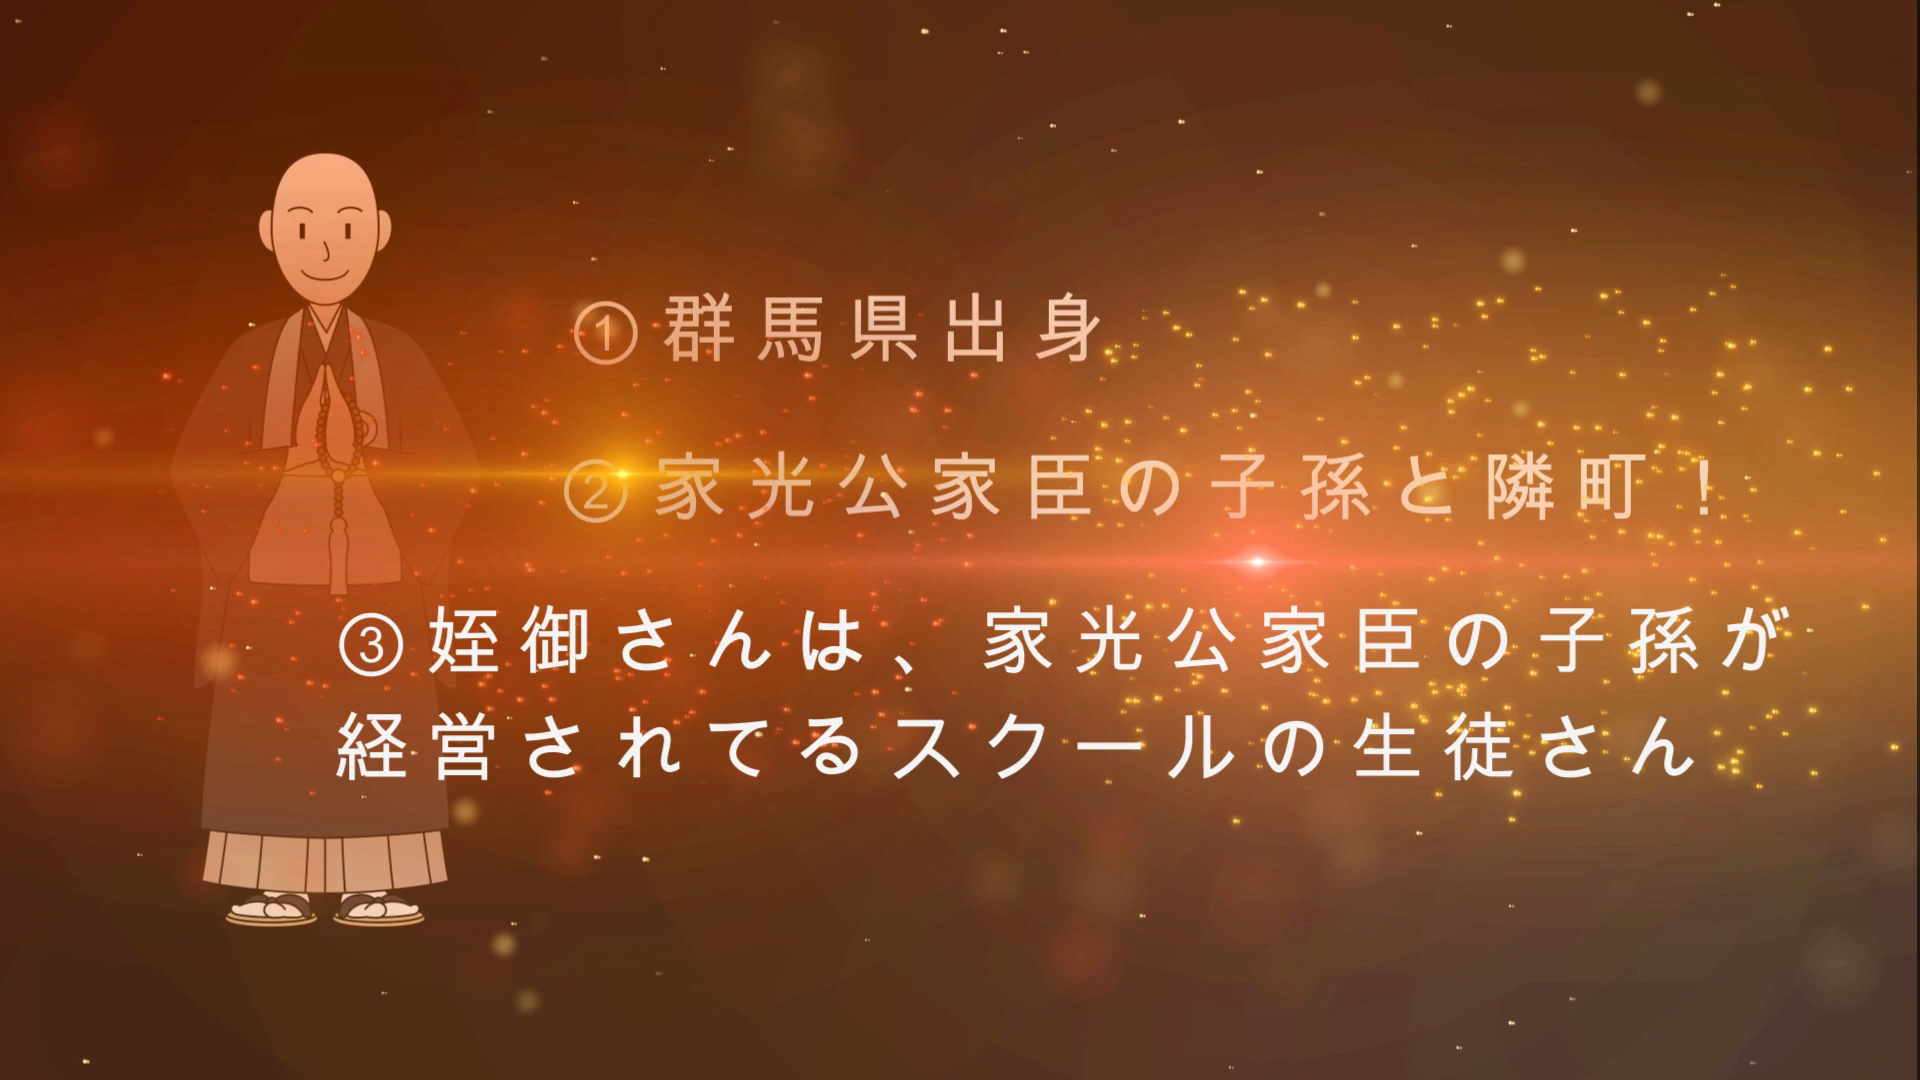 ①群馬県出身
②家光公家臣の子孫と隣町！
③姪御さんは、家光公家臣の子孫が
経営されてるスクールの生徒さん